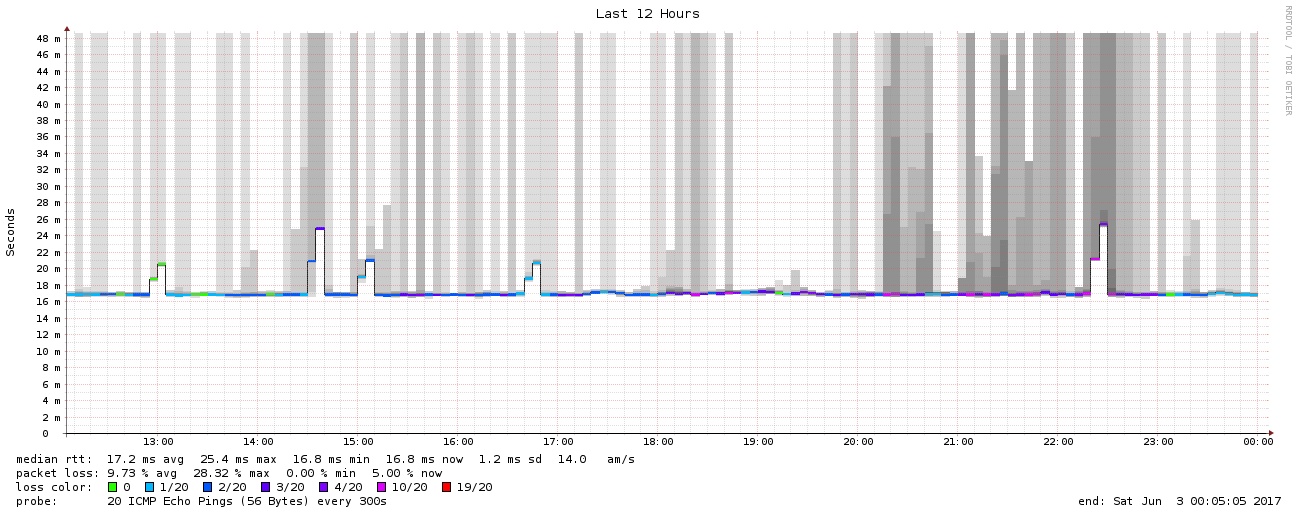 Last 12 Hours
RRDTOOL / TOBI OETIKER
Seconds
48 m
46 m
44 m
42 m
40 m
38 m
36 m
34 m
32 m
30 m
28 m
26 m
24 m
22 m
20 m
18 m
16 m
14 m
12 m
10 m
8 m
6 m
4 m
2 m
0
13:00 14:00 15:00 16:00 17:00 18:00 19:00 20:00 21:00 22:00 23:00 00:00
median rtt: 17.2 ms avg 25.4 ms max 16.8 ms min 16.8 ms now 1.2 ms sd 14.0 am/s
packet loss: 9.73 % avg 28.32 % max 0.00 % min 5.00 % now
loss color: 0 1/20 2/20 3/20 4/20 10/20 19/20
probe: 20 ICMP Echo Pings (56 Bytes) every 300s end: Sat Jun 3 00:05:05 2017